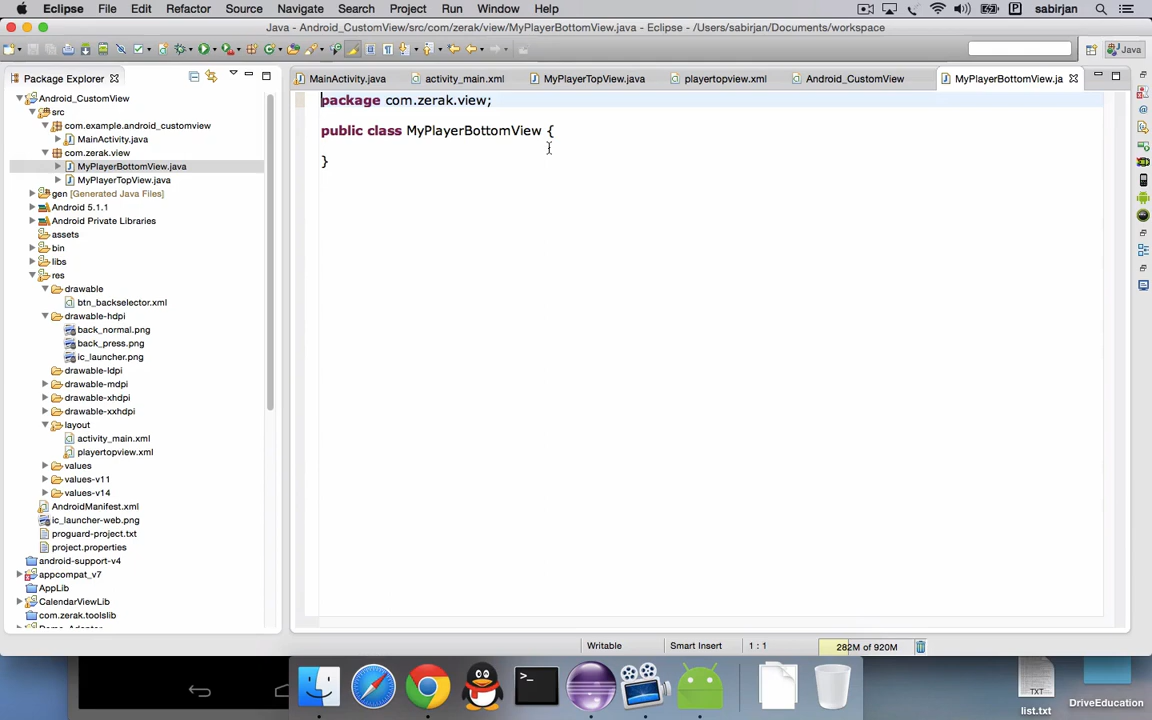 Eclipse File Edit Source Refactor Navigate Search Project Run Window Help sabirjan
Java - Android_CustomView/src/com/zerak/view/MyPlayerBottomView.java - Eclipse - /Users/sabirjan/Documents/workspace
Java
Package Explorer
MainActivity.java activity_main.xml MyPlayerTopView.java playertopview.xml Android_CustomView MyPlayerBottomView.ja
Android_CustomView
src
com.example.android_customview
MainActivity.java
com.zerak.view
MyPlayerBottomView.java
MyPlayerTopView.java
gen [Generated Java Files]
Android 5.1.1
Android Private Libraries
assets
bin
libs
res
drawable
btn_backselector.xml
drawable-hdpi
back_normal.png
back_press.png
ic_launcher.png
drawable-ldpi
drawable-mdpi
drawable-xhdpi
drawable-xxhdpi
layout
activity_main.xml
playertopview.xml
values
values-v11
values-v14
AndroidManifest.xml
ic_launcher-web.png
proguard-project.txt
project.properties
android-support-v4
appcompat_v7
AppLib
CalendarViewLib
com.zerak.toolslib
package com.zerak.view;
public class MyPlayerBottomView {
}
Writable Smart Insert 1 : 1 282M of 920M
TXT
list.txt
DriveEducation